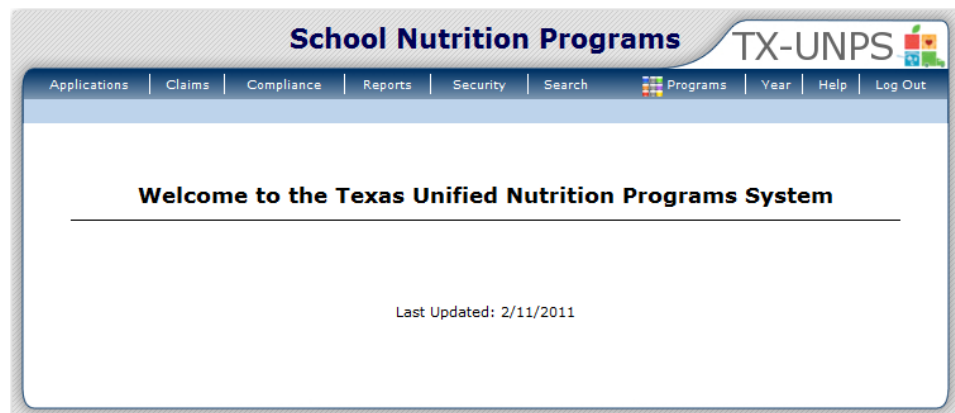 School Nutrition Programs
TX-UNPS
Applications Claims Compliance Reports Security Search Programs Year Help Log Out
Welcome to the Texas Unified Nutrition Programs System
Last Updated: 2/11/2011